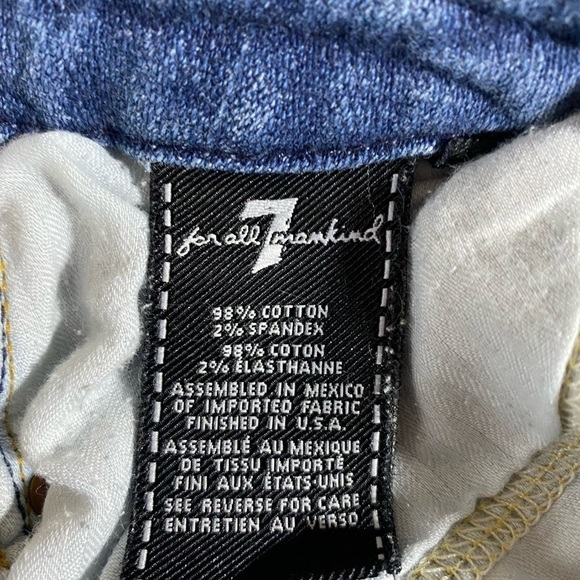 7
for all mankind
98% COTTON
2% SPANDEX
98% COTON
2% ÉLASTHANNE
ASSEMBLED IN MEXICO
OF IMPORTED FABRIC
FINISHED IN U.S.A.
ASSEMBLÉ AU MEXIQUE
DE TISSU IMPORTÉ
FINI AUX ÉTATS-UNIS
SEE REVERSE FOR CARE
ENTRETIEN AU VERSO